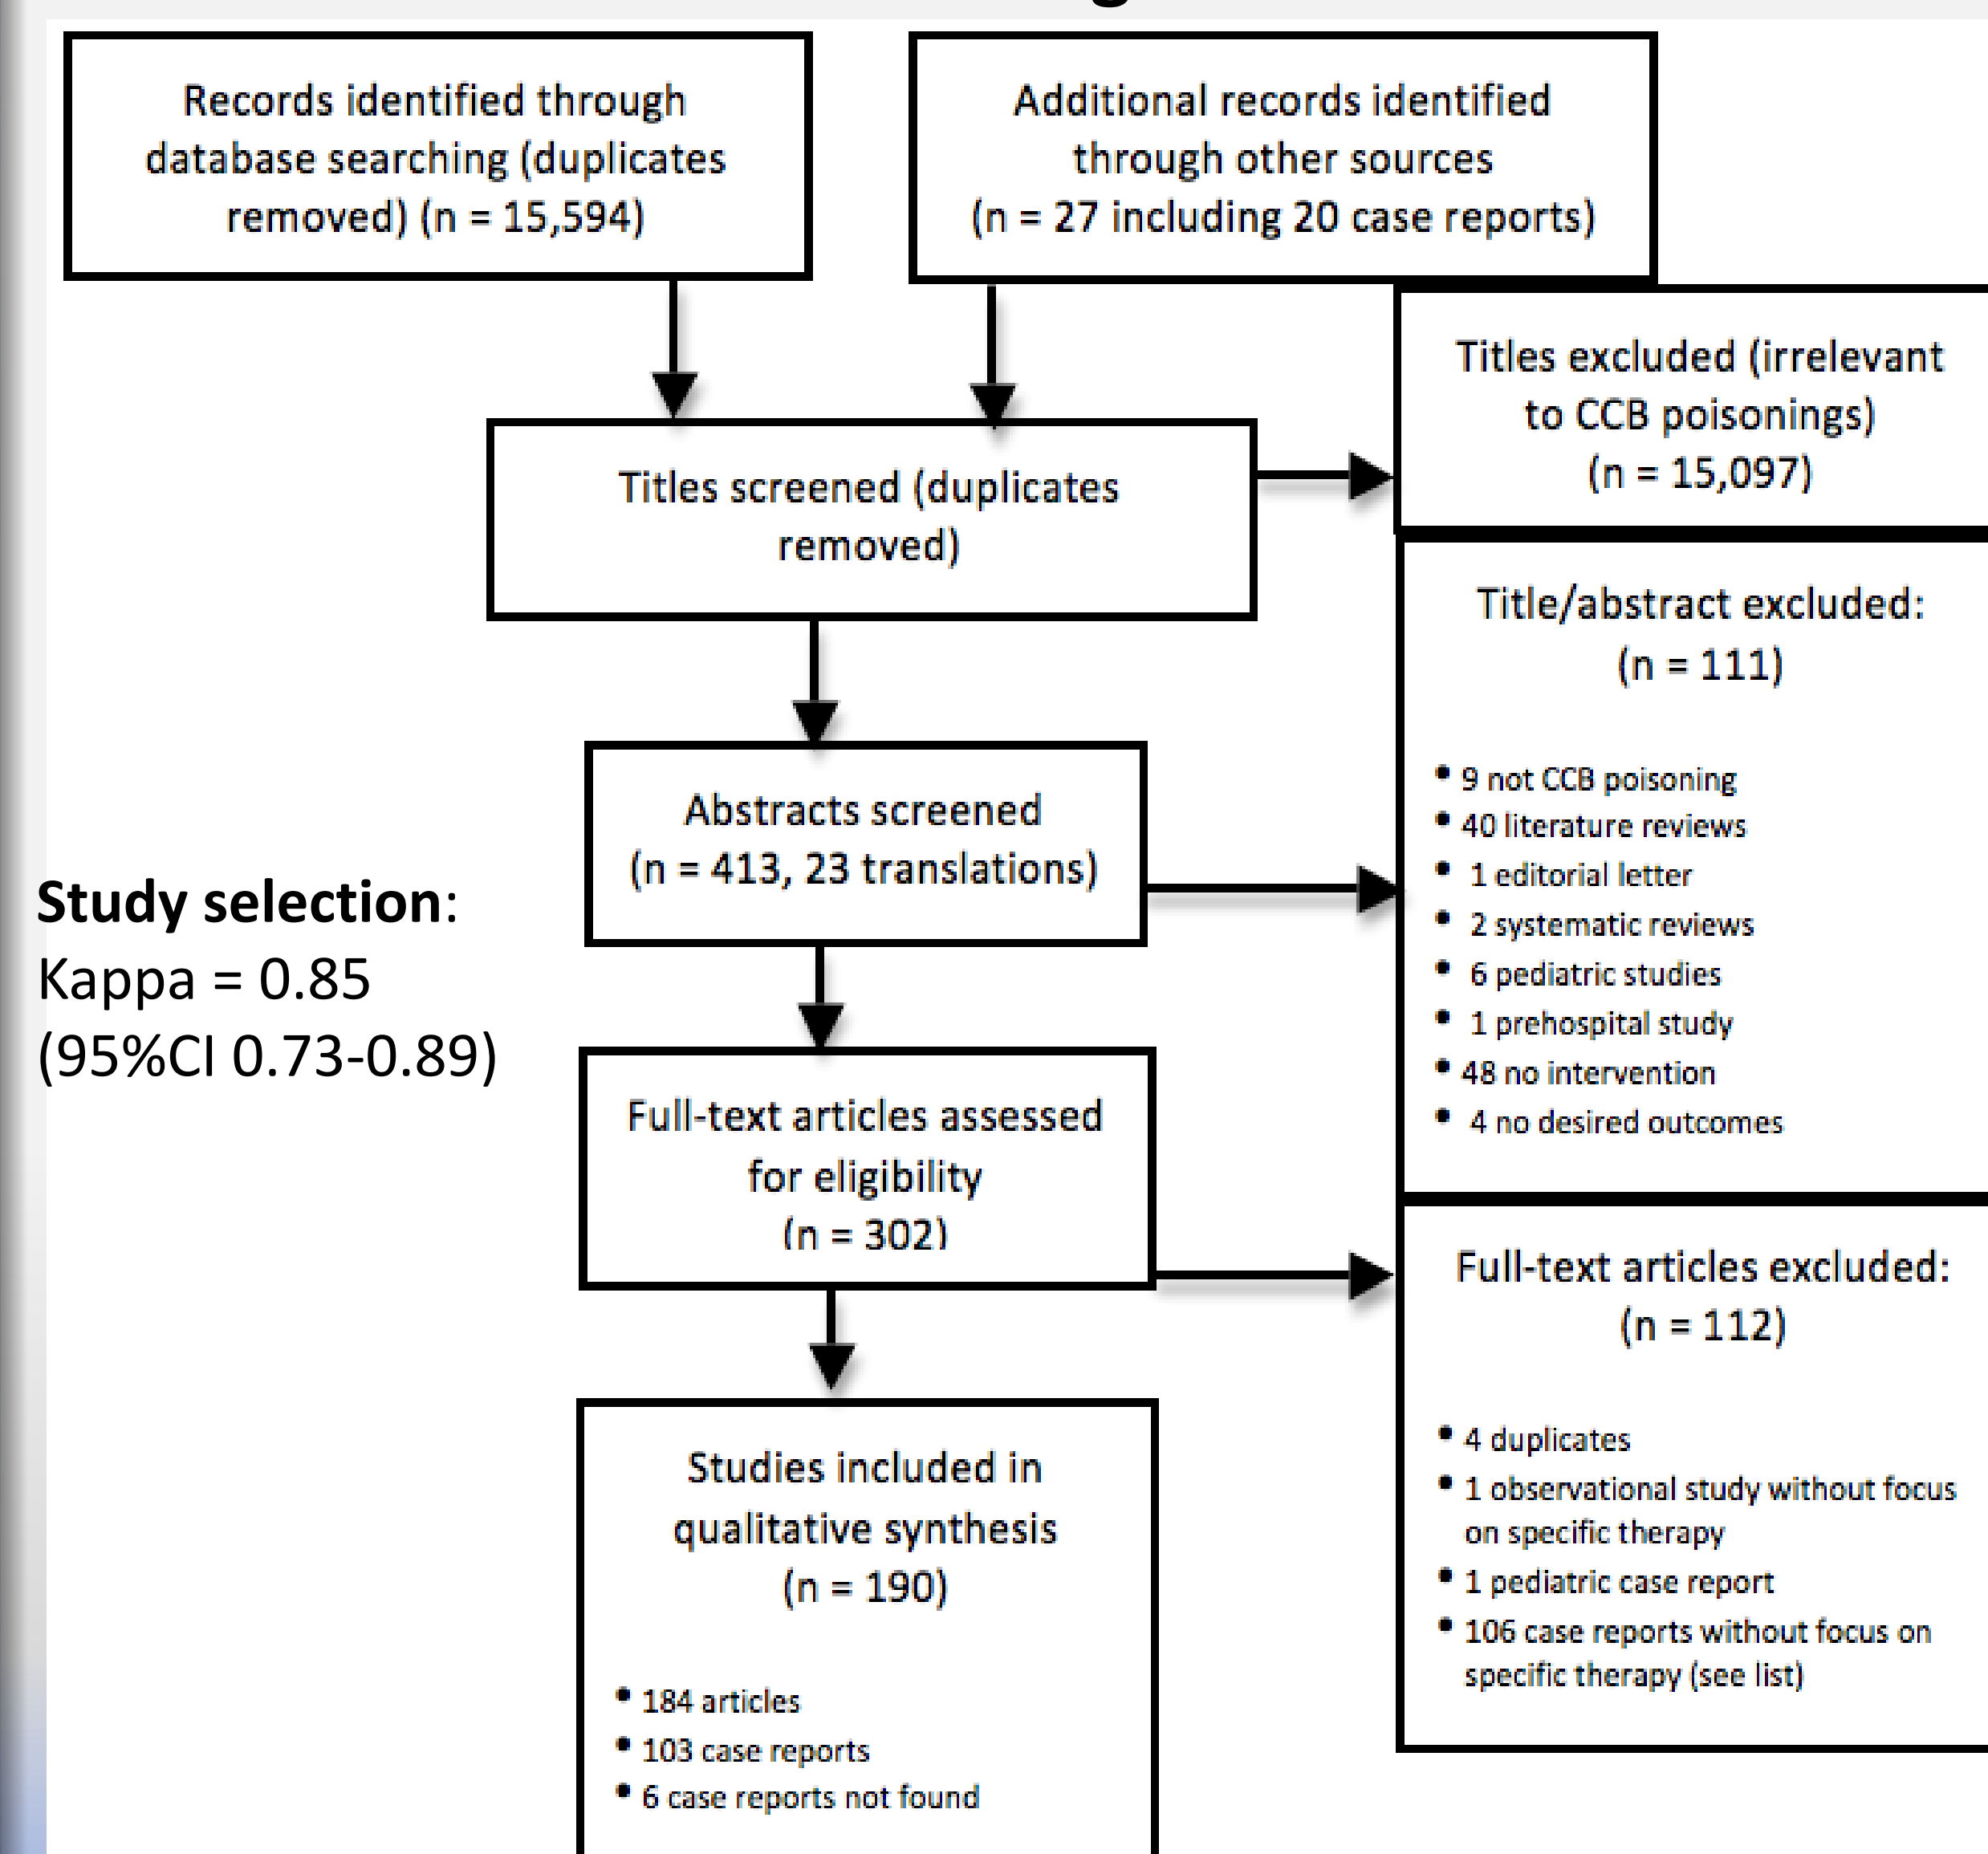 Records identified through
database searching (duplicates
removed) (n = 15,594)
Additional records identified
through other sources
(n = 27 including 20 case reports)
Titles excluded (irrelevant
to CCB poisonings)
(n = 15,097)
Titles screened (duplicates
removed)
Title/abstract excluded:
(n = 111)
• 9 not CCB poisoning
• 40 literature reviews
• 1 editorial letter
• 2 systematic reviews
• 6 pediatric studies
• 1 prehospital study
• 48 no intervention
• 4 no desired outcomes
Abstracts screened
(n = 413, 23 translations)
Study selection:
Kappa = 0.85
(95%CI 0.73-0.89)
Full-text articles assessed
for eligibility
(n = 302)
Full-text articles excluded:
(n = 112)
• 4 duplicates
• 1 observational study without focus
on specific therapy
• 1 pediatric case report
• 106 case reports without focus on
specific therapy (see list)
Studies included in
qualitative synthesis
(n = 190)
• 184 articles
• 103 case reports
• 6 case reports not found